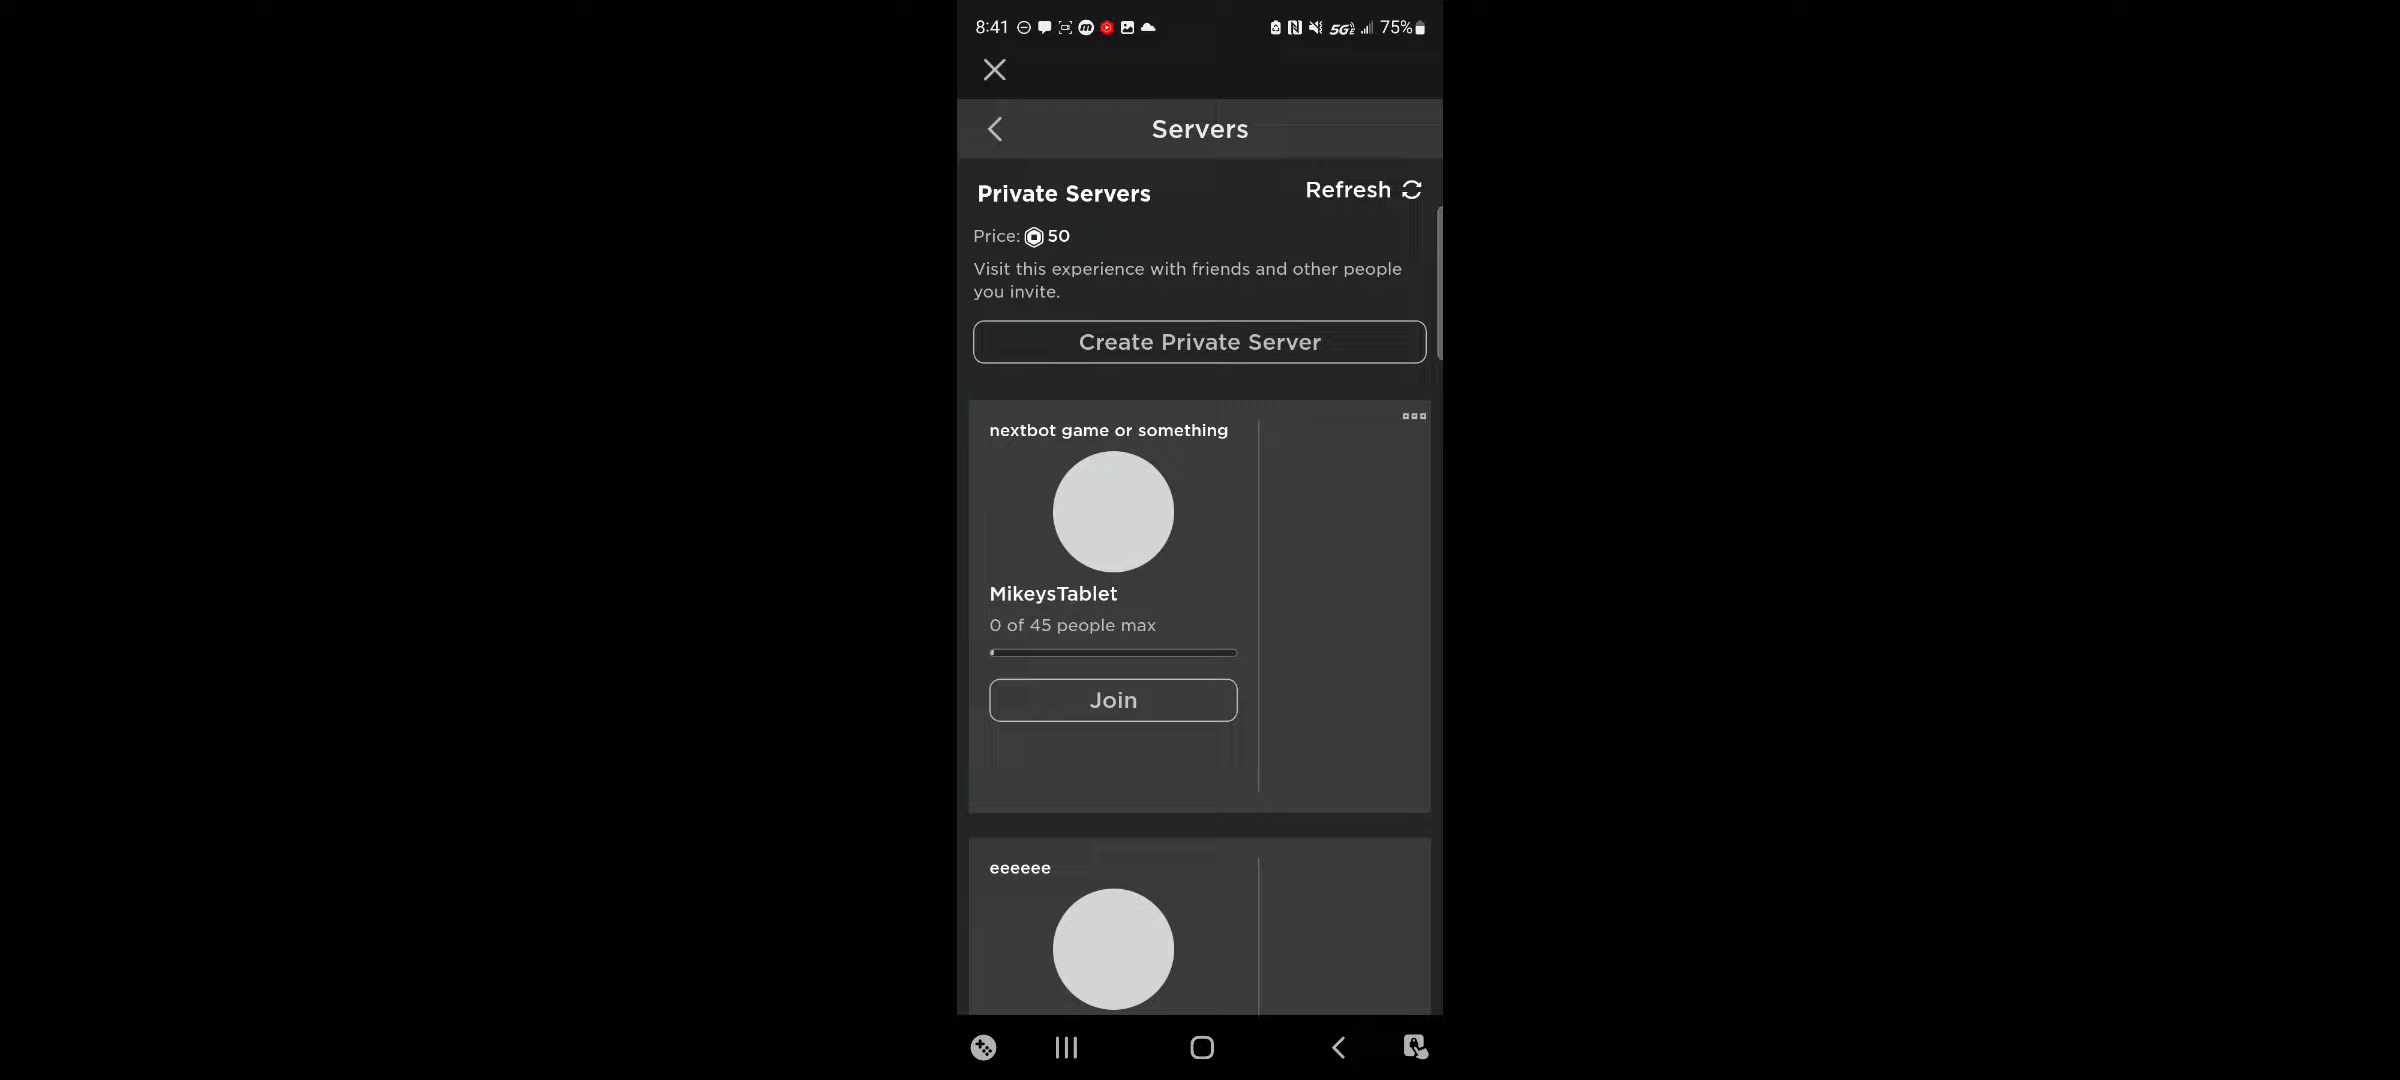 8:41 5G 75%
Servers
Private Servers
Refresh
Price: 50
Visit this experience with friends and other people
you invite.
Create Private Server
nextbot game or something
MikeysTablet
0 of 45 people max
Join
eeeeee